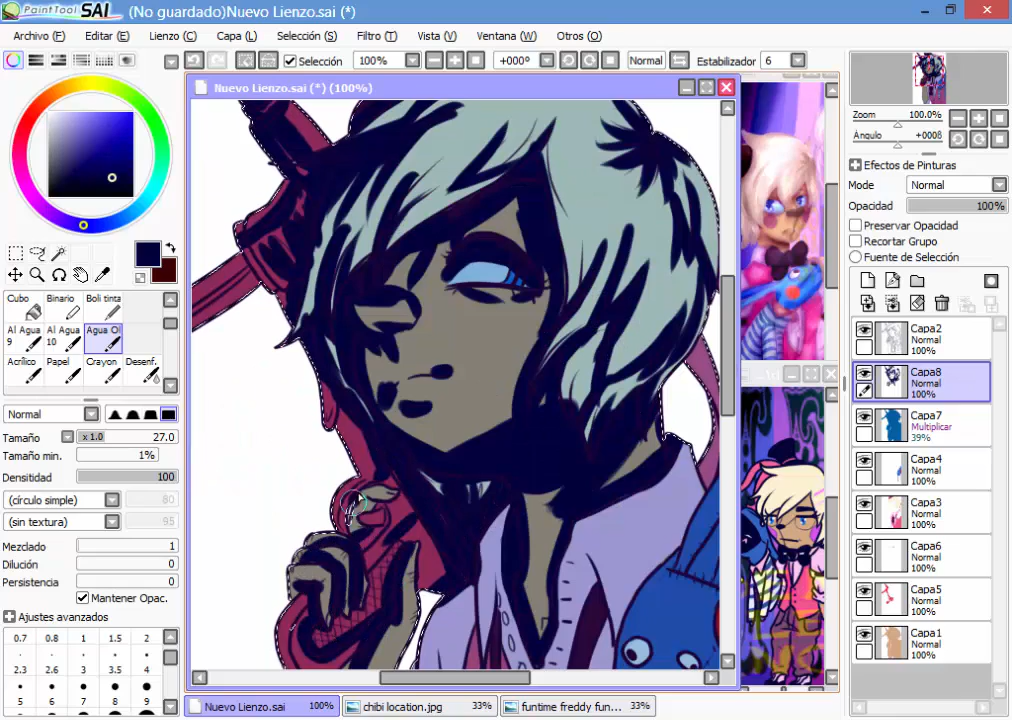 PaintTool SAI (No guardado)Nuevo Lienzo.sai (*)
Archivo (F) Editar (E) Lienzo (C) Capa (L) Selección (S) Filtro (T) Vista (V) Ventana (W) Otros (O)
Selección 100% +000º Normal Estabilizador 6
Nuevo Lienzo.sai (*) (100%)
Zoom 100.0%
Ángulo +000ß
Efectos de Pinturas
Modo Normal
Opacidad 100%
Preservar Opacidad
Recortar Grupo
Fuente de Selección
Cubo Binario Boli tinta
Al Agua 9 Al Agua 10 Agua Ol
Acrílico Papel Crayon Desenf.
Normal
Tamaño x 1.0 27.0
Tamaño min. 1%
Densitidad 100
(círculo simple) 80
(sin textura) 95
Mezclado 1
Dilución 0
Persistencia 0
Mantener Opac.
Ajustes avanzados
0.7 0.8 1 1.5 2
2.3 2.6 3 3.5 4
5 6 7 8 9
Capa2
Normal
100%
Capa8
Normal
100%
Capa7
Multiplicar
39%
Capa4
Normal
100%
Capa3
Normal
100%
Capa6
Normal
100%
Capa5
Normal
100%
Capa1
Normal
100%
Nuevo Lienzo.sai 100% chibi location.jpg 33% funtime freddy fun... 33%